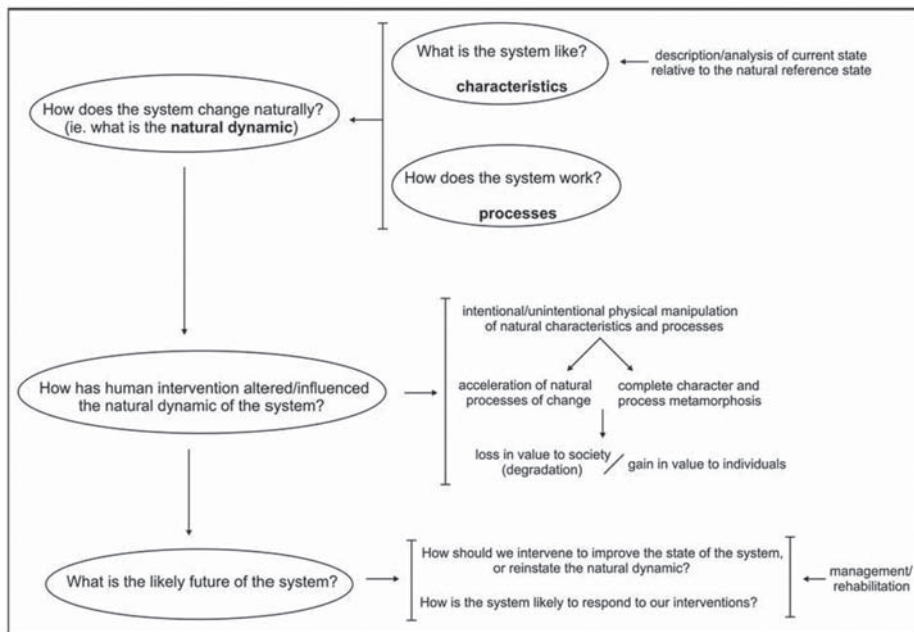 What is the system like?
characteristics
description/analysis of current state
relative to the natural reference state
How does the system change naturally?
(ie. what is the natural dynamic)
How does the system work?
processes
intentional/unintentional physical manipulation
of natural characteristics and processes
How has human intervention altered/influenced
the natural dynamic of the system?
acceleration of natural
processes of change
complete character and
process metamorphosis
loss in value to society
(degradation)
/
gain in value to individuals
What is the likely future of the system?
How should we intervene to improve the state of the system,
or reinstate the natural dynamic?
How is the system likely to respond to our interventions?
management/
rehabilitation